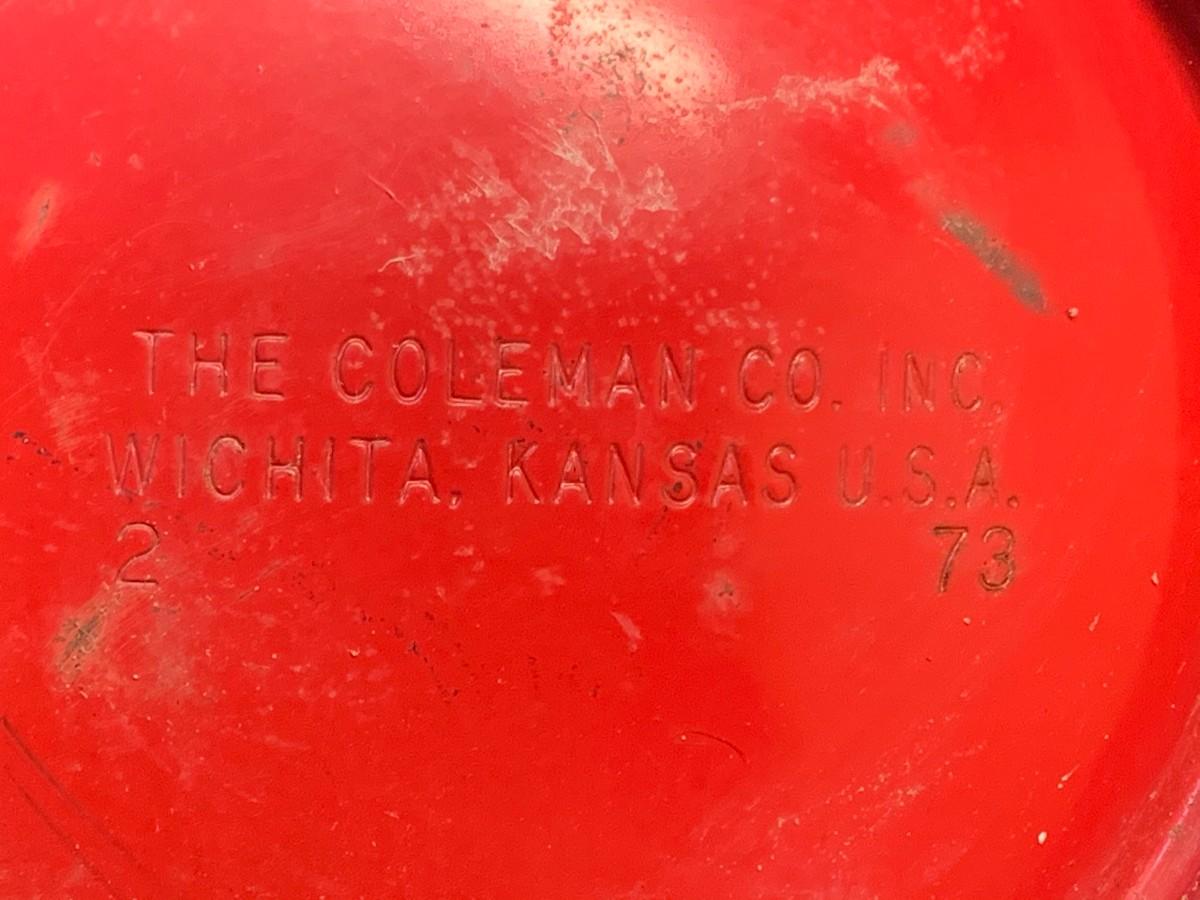 THE COLEMAN CO. INC.
WICHITA, KANSAS U.S.A.
2 73